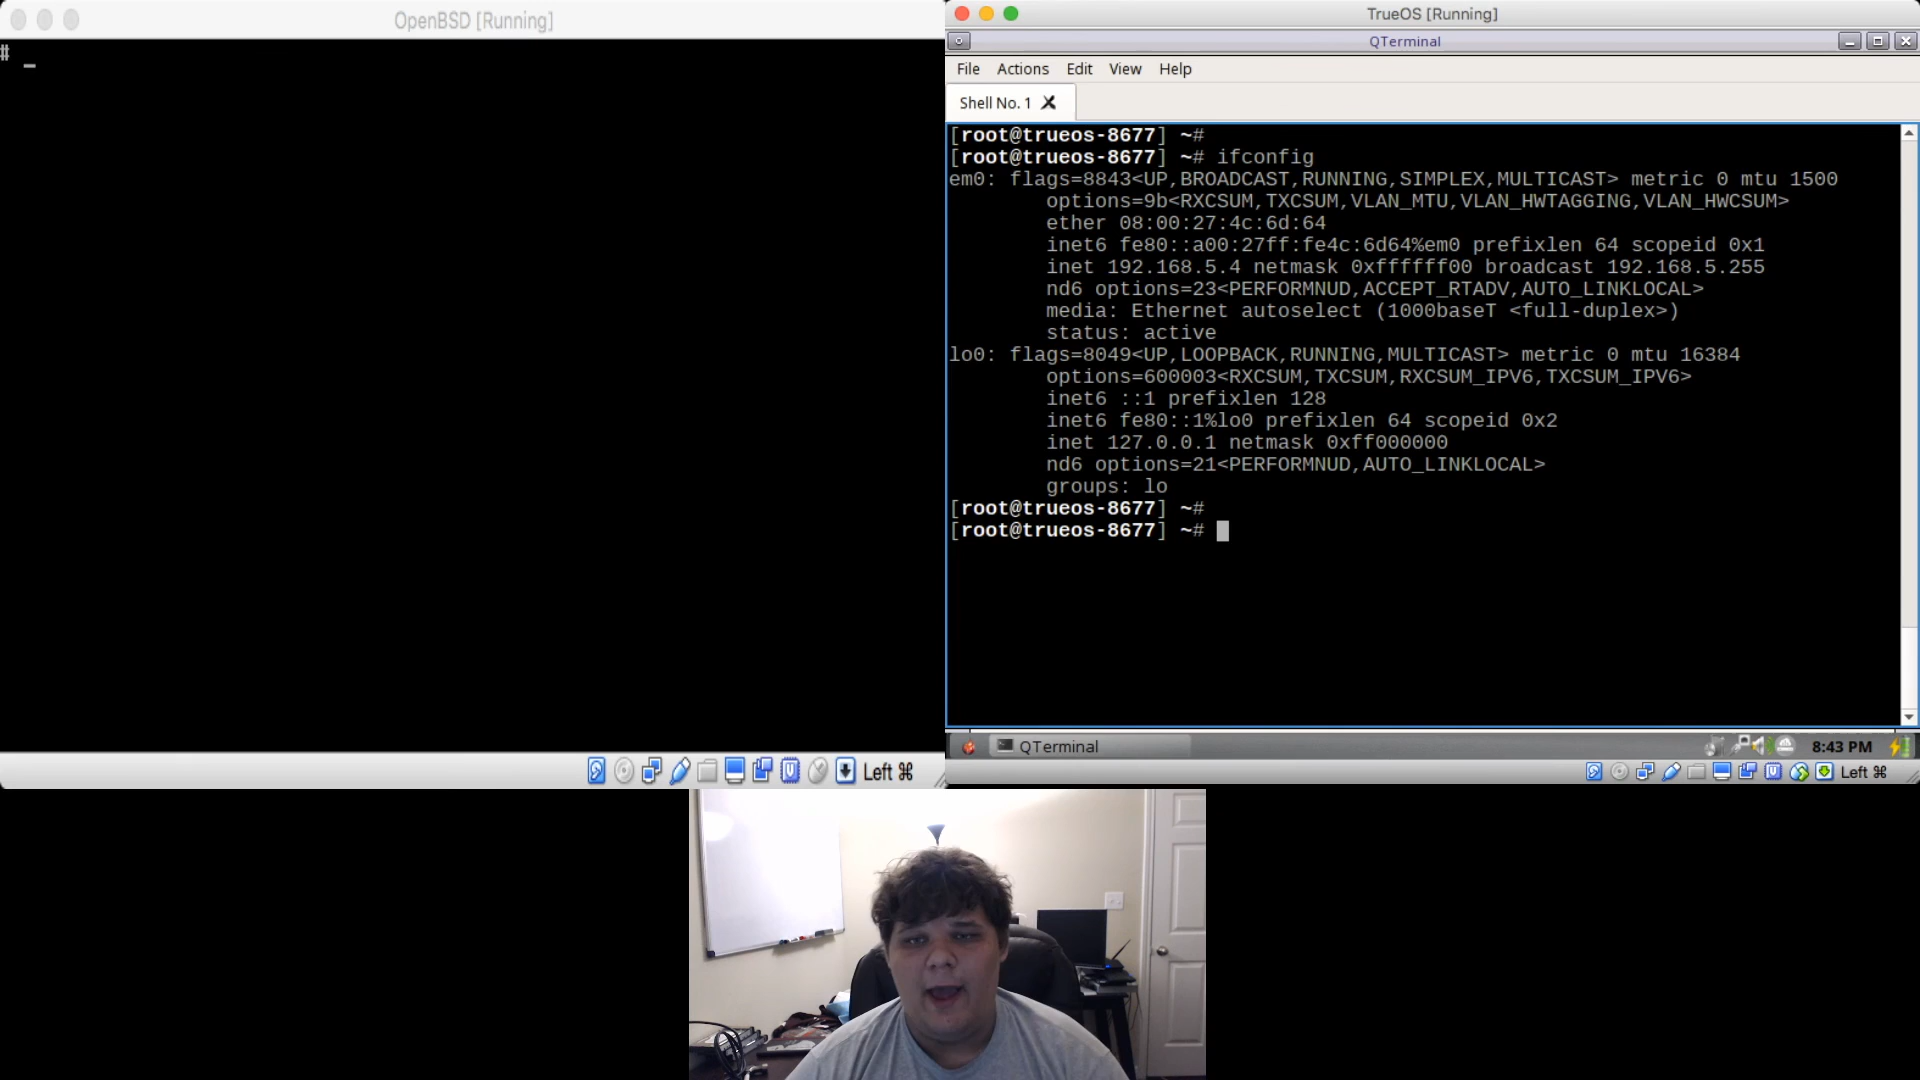 OpenBSD [Running]
#
TrueOS [Running]
QTerminal
File Actions Edit View Help
Shell No. 1
[root@trueos-8677] ~#
[root@trueos-8677] ~# ifconfig
em0: flags=8843<UP,BROADCAST,RUNNING,SIMPLEX,MULTICAST> metric 0 mtu 1500
options=9b<RXCSUM,TXCSUM,VLAN_MTU,VLAN_HWTAGGING,VLAN_HWCSUM>
ether 08:00:27:4c:6d:64
inet6 fe80::a00:27ff:fe4c:6d64%em0 prefixlen 64 scopeid 0x1
inet 192.168.5.4 netmask 0xffffff00 broadcast 192.168.5.255
nd6 options=23<PERFORMNUD,ACCEPT_RTADV,AUTO_LINKLOCAL>
media: Ethernet autoselect (1000baseT <full-duplex>)
status: active
lo0: flags=8049<UP,LOOPBACK,RUNNING,MULTICAST> metric 0 mtu 16384
options=600003<RXCSUM,TXCSUM,RXCSUM_IPV6,TXCSUM_IPV6>
inet6 ::1 prefixlen 128
inet6 fe80::1%lo0 prefixlen 64 scopeid 0x2
inet 127.0.0.1 netmask 0xff000000
nd6 options=21<PERFORMNUD,AUTO_LINKLOCAL>
groups: lo
[root@trueos-8677] ~#
[root@trueos-8677] ~#
QTerminal
8:43 PM
Left ⌘
Left ⌘